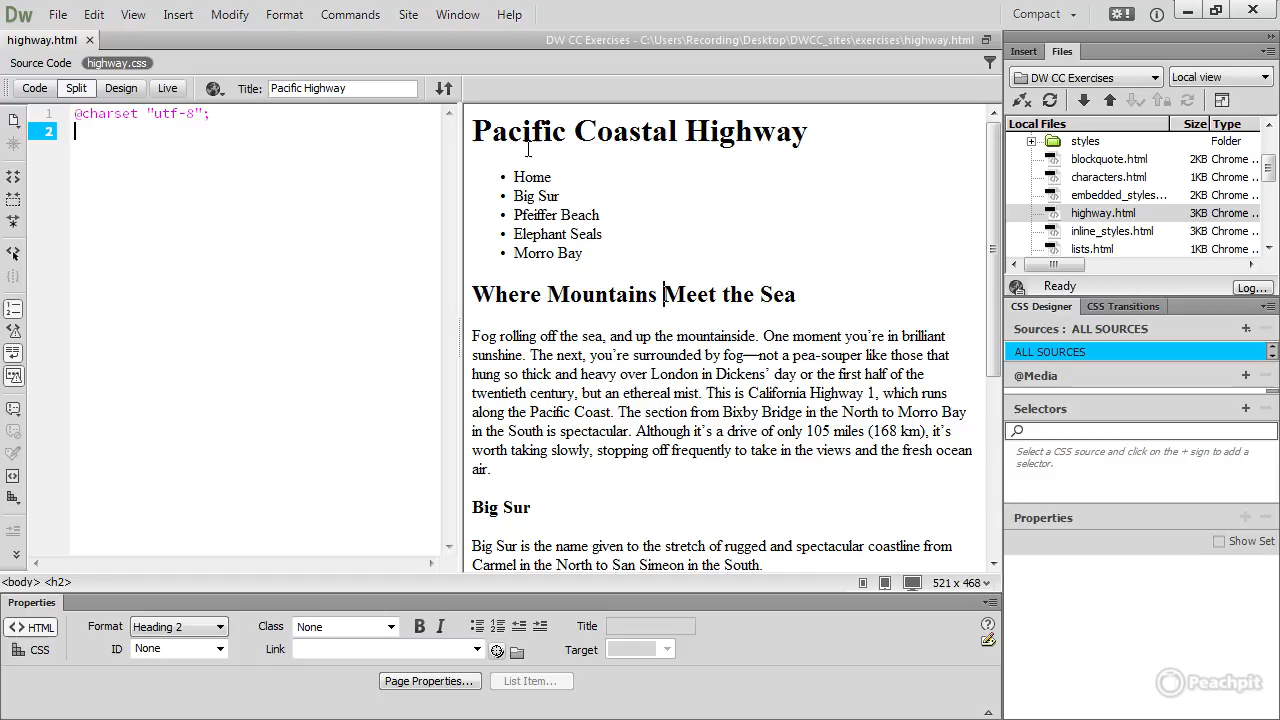 Dw File Edit View Insert Modify Format Commands Site Window Help Compact
highway.html DW CC Exercises - C:\Users\Recording\Desktop\DWCC_sites\exercises\highway.html
Source Code highway.css
Code Split Design Live Title: Pacific Highway
1 @charset "utf-8";
2
Pacific Coastal Highway
• Home
• Big Sur
• Pfeiffer Beach
• Elephant Seals
• Morro Bay
Where Mountains Meet the Sea
Fog rolling off the sea, and up the mountainside. One moment you’re in brilliant
sunshine. The next, you’re surrounded by fog—not a pea-souper like those that
hung so thick and heavy over London in Dickens’ day or the first half of the
twentieth century, but an ethereal mist. This is California Highway 1, which runs
along the Pacific Coast. The section from Bixby Bridge in the North to Morro Bay
in the South is spectacular. Although it’s a drive of only 105 miles (168 km), it’s
worth taking slowly, stopping off frequently to take in the views and the fresh ocean
air.
Big Sur
Big Sur is the name given to the stretch of rugged and spectacular coastline from
Carmel in the North to San Simeon in the South.
<body> <h2> 521 x 468
Insert Files
DW CC Exercises Local view
Local Files Size Type
styles Folder
blockquote.html 2KB Chrome ...
characters.html 1KB Chrome ...
embedded_styles... 2KB Chrome ...
highway.html 3KB Chrome ...
inline_styles.html 3KB Chrome ...
lists.html 1KB Chrome ...
Ready Log...
CSS Designer CSS Transitions
Sources : ALL SOURCES
ALL SOURCES
@Media
Selectors
Select a CSS source and click on the + sign to add a
selector.
Properties
Show Set
Properties
<> HTML Format Heading 2 Class None B I Title
CSS ID None Link Target
Page Properties... List Item...
Peachpit